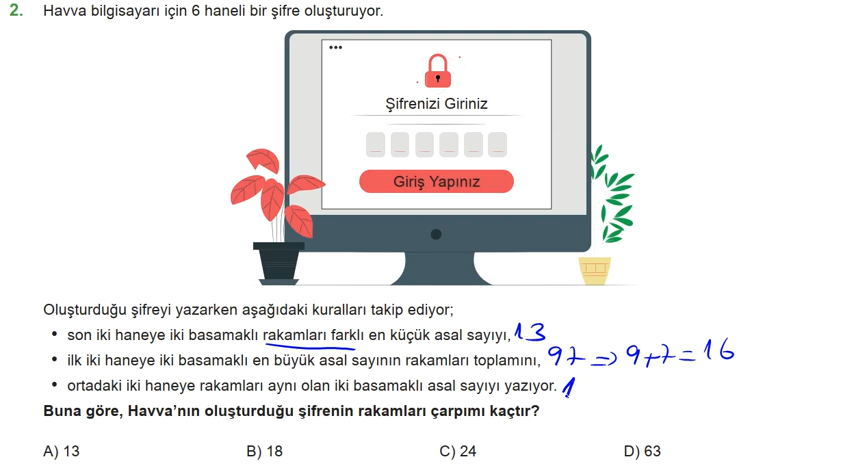 2. Havva bilgisayarı için 6 haneli bir şifre oluşturuyor.
Şifrenizi Giriniz
Giriş Yapınız
Oluşturduğu şifreyi yazarken aşağıdaki kuralları takip ediyor;
• son iki haneye iki basamaklı rakamları farklı en küçük asal sayıyı, 13
• ilk iki haneye iki basamaklı en büyük asal sayının rakamları toplamını, 97 => 9+7=16
• ortadaki iki haneye rakamları aynı olan iki basamaklı asal sayıyı yazıyor. 1
Buna göre, Havva’nın oluşturduğu şifrenin rakamları çarpımı kaçtır?
A) 13 B) 18 C) 24 D) 63